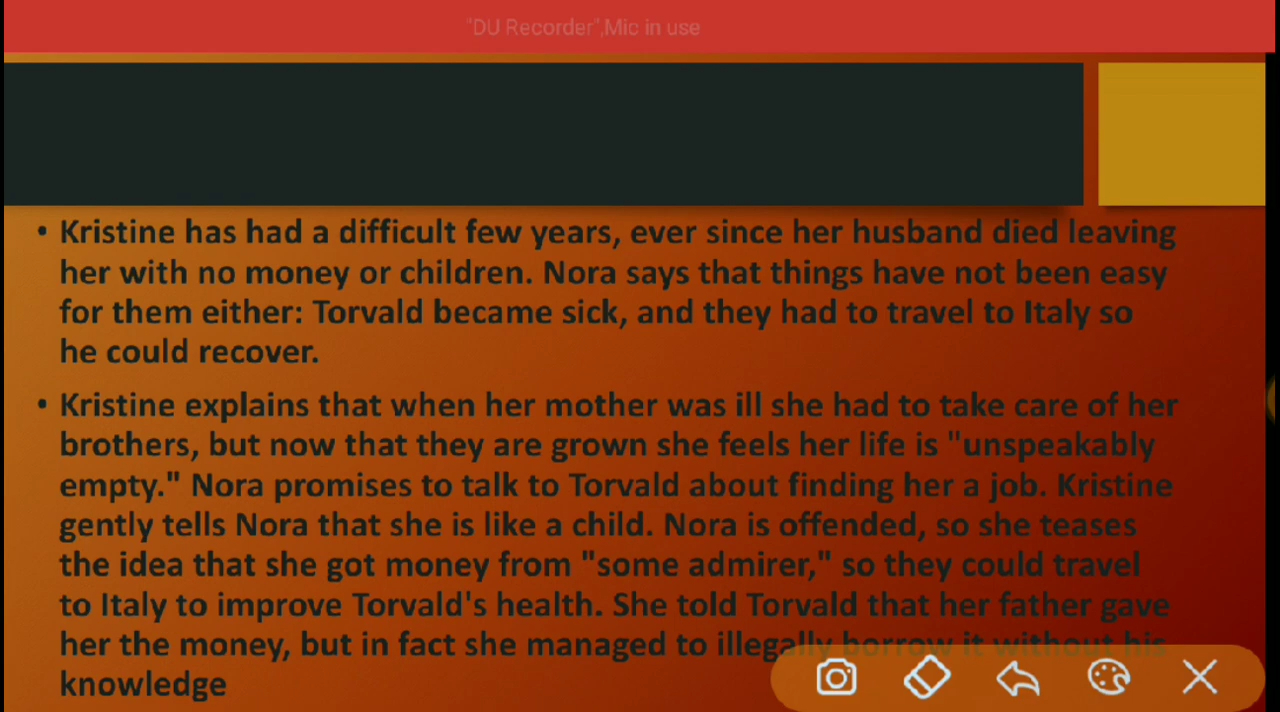 "DU Recorder",Mic in use
• Kristine has had a difficult few years, ever since her husband died leaving
her with no money or children. Nora says that things have not been easy
for them either: Torvald became sick, and they had to travel to Italy so
he could recover.
• Kristine explains that when her mother was ill she had to take care of her
brothers, but now that they are grown she feels her life is "unspeakably
empty." Nora promises to talk to Torvald about finding her a job. Kristine
gently tells Nora that she is like a child. Nora is offended, so she teases
the idea that she got money from "some admirer," so they could travel
to Italy to improve Torvald's health. She told Torvald that her father gave
her the money, but in fact she managed to illegally borrow it without his
knowledge